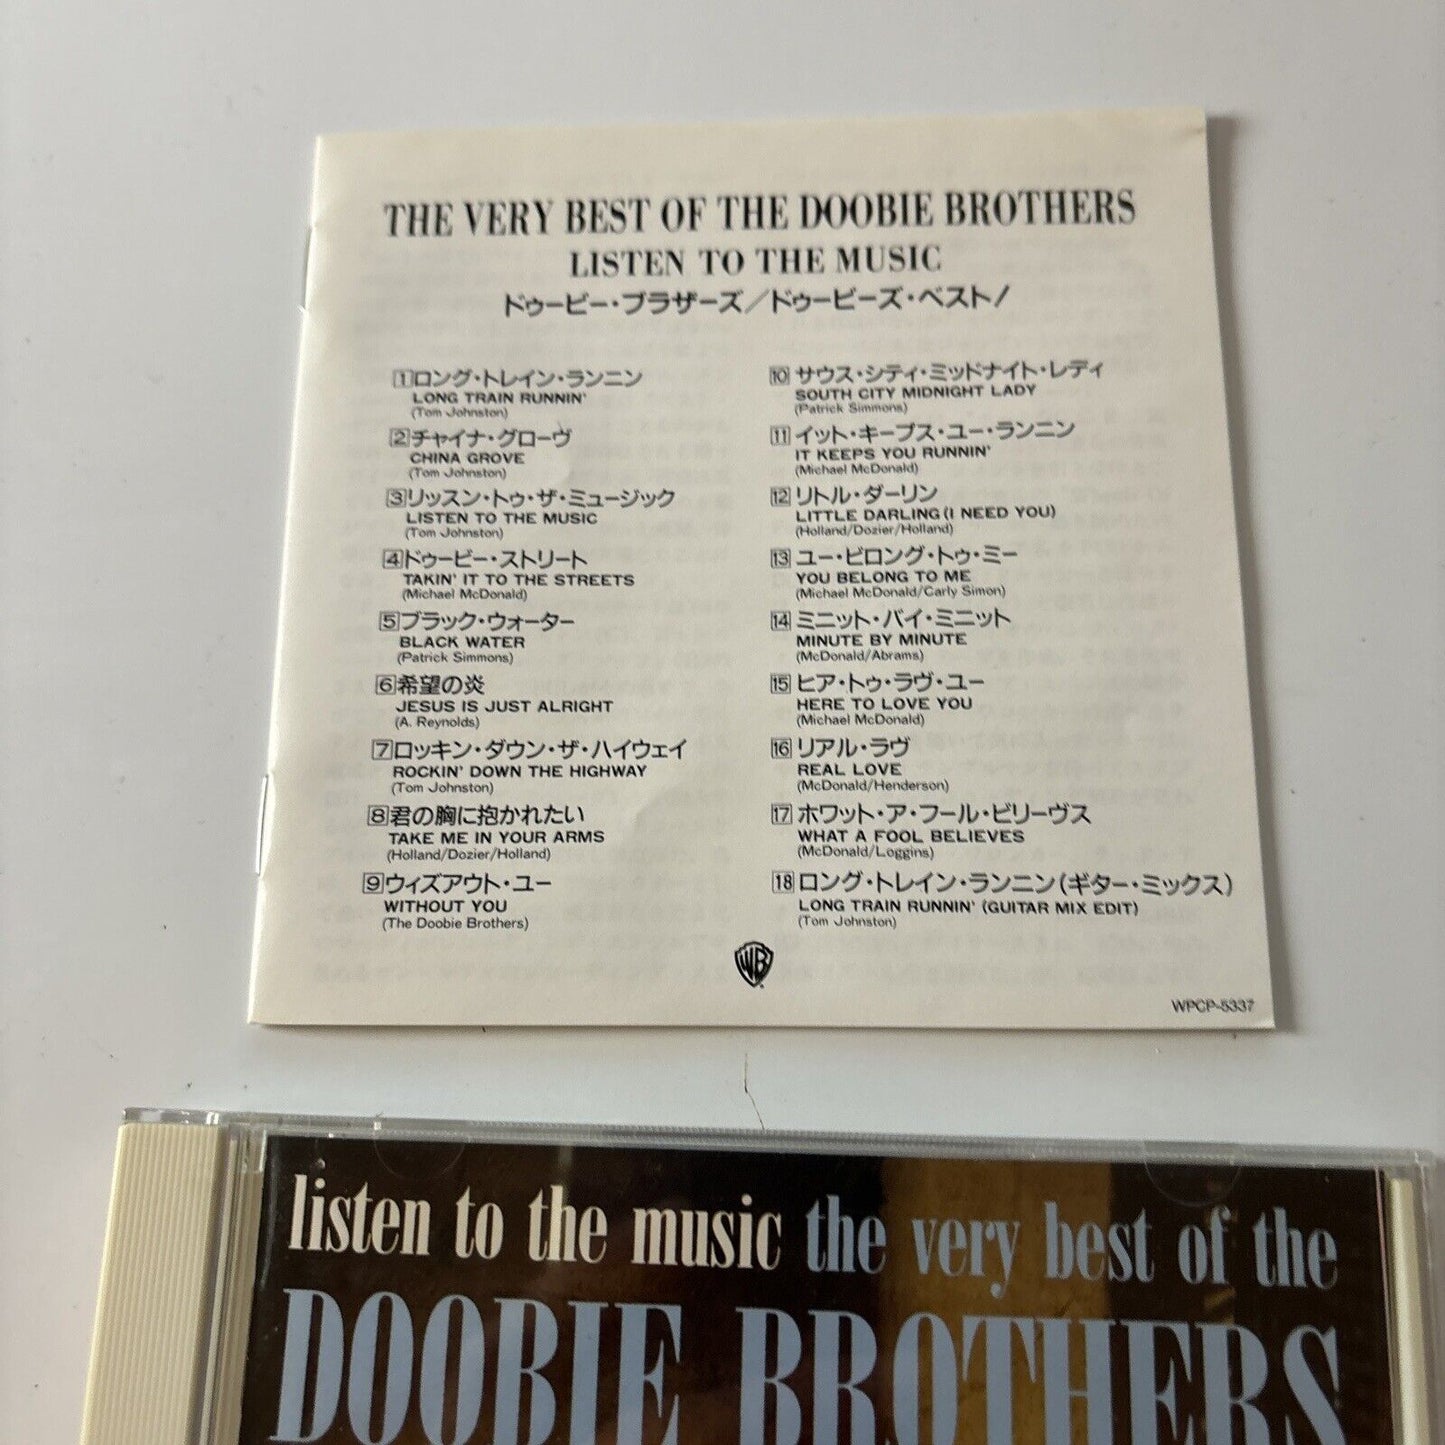 THE VERY BEST OF THE DOOBIE BROTHERS
LISTEN TO THE MUSIC
ドゥービー・ブラザーズ／ドゥービーズ・ベスト！
1 ロング・トレイン・ランニン
LONG TRAIN RUNNIN'
(Tom Johnston)
2 チャイナ・グローヴ
CHINA GROVE
(Tom Johnston)
3 リッスン・トゥ・ザ・ミュージック
LISTEN TO THE MUSIC
(Tom Johnston)
4 ドゥービー・ストリート
TAKIN' IT TO THE STREETS
(Michael McDonald)
5 ブラック・ウォーター
BLACK WATER
(Patrick Simmons)
6 希望の炎
JESUS IS JUST ALRIGHT
(A. Reynolds)
7 ロッキン・ダウン・ザ・ハイウェイ
ROCKIN' DOWN THE HIGHWAY
(Tom Johnston)
8 君の胸に抱かれたい
TAKE ME IN YOUR ARMS
(Holland/Dozier/Holland)
9 ウィズアウト・ユー
WITHOUT YOU
(The Doobie Brothers)
10 サウス・シティ・ミッドナイト・レディ
SOUTH CITY MIDNIGHT LADY
(Patrick Simmons)
11 イット・キープス・ユー・ランニン
IT KEEPS YOU RUNNIN'
(Michael McDonald)
12 リトル・ダーリン
LITTLE DARLING (I NEED YOU)
(Holland/Dozier/Holland)
13 ユー・ビロング・トゥ・ミー
YOU BELONG TO ME
(Michael McDonald/Carly Simon)
14 ミニット・バイ・ミニット
MINUTE BY MINUTE
(McDonald/Abrams)
15 ヒア・トゥ・ラヴ・ユー
HERE TO LOVE YOU
(Michael McDonald)
16 リアル・ラヴ
REAL LOVE
(McDonald/Henderson)
17 ホワット・ア・フール・ビリーヴス
WHAT A FOOL BELIEVES
(McDonald/Loggins)
18 ロング・トレイン・ランニン（ギター・ミックス）
LONG TRAIN RUNNIN' (GUITAR MIX EDIT)
(Tom Johnston)
WB
WPCP-5337
listen to the music the very best of the
DOOBIE BROTHERS